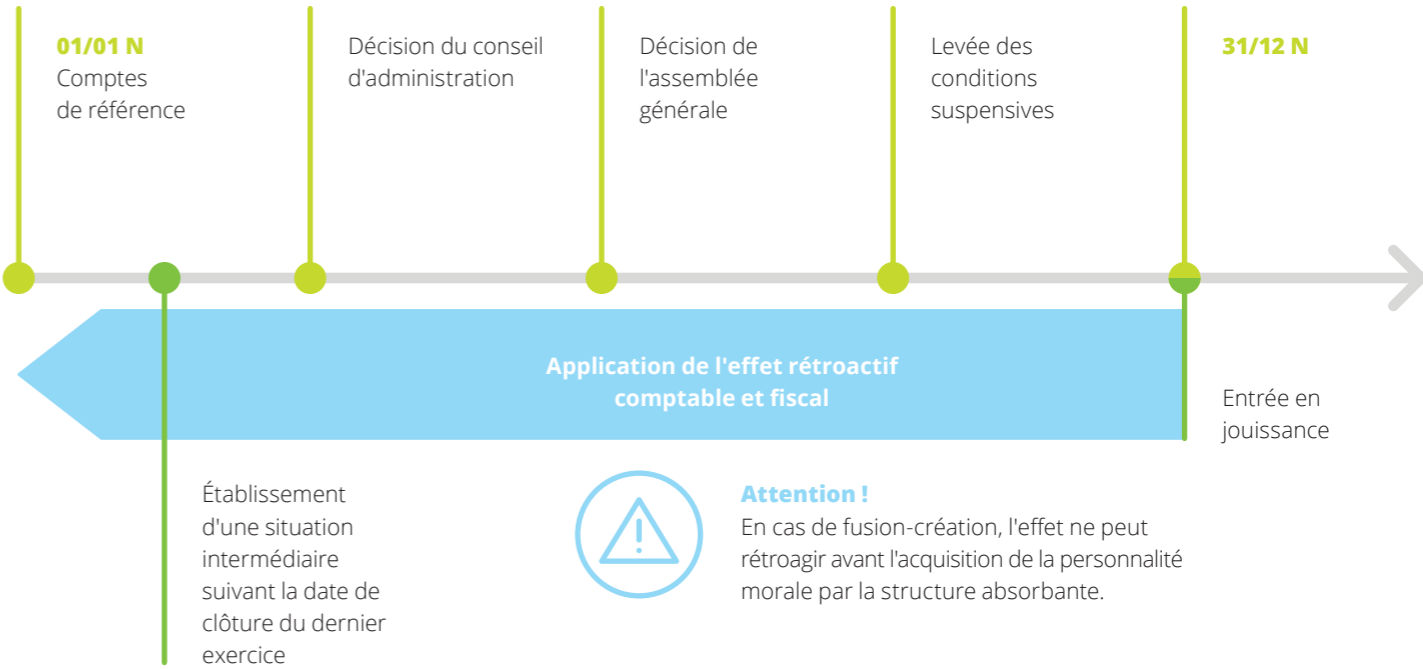 01/01 N
Comptes
de référence
Décision du conseil
d'administration
Décision de
l'assemblée
générale
Levée des
conditions
suspensives
31/12 N
Application de l'effet rétroactif
comptable et fiscal
Entrée en
jouissance
Établissement
d'une situation
intermédiaire
suivant la date de
clôture du dernier
exercice
Attention !
En cas de fusion-création, l'effet ne peut
rétroagir avant l'acquisition de la personnalité
morale par la structure absorbante.